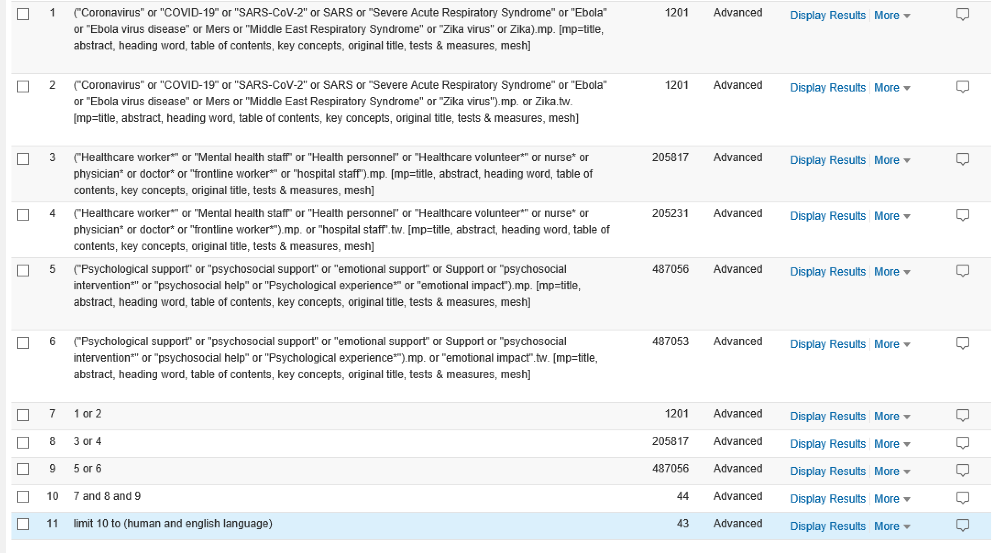 1 ("Coronavirus" or "COVID-19" or "SARS-CoV-2" or SARS or "Severe Acute Respiratory Syndrome" or "Ebola" 1201 Advanced Display Results More
or "Ebola virus disease" or Mers or "Middle East Respiratory Syndrome" or "Zika virus" or Zika).mp. [mp=title,
abstract, heading word, table of contents, key concepts, original title, tests & measures, mesh]
2 ("Coronavirus" or "COVID-19" or "SARS-CoV-2" or SARS or "Severe Acute Respiratory Syndrome" or "Ebola" 1201 Advanced Display Results More
or "Ebola virus disease" or Mers or "Middle East Respiratory Syndrome" or "Zika virus").mp. or Zika.tw.
[mp=title, abstract, heading word, table of contents, key concepts, original title, tests & measures, mesh]
3 ("Healthcare worker*" or "Mental health staff" or "Health personnel" or "Healthcare volunteer*" or nurse* or 205817 Advanced Display Results More
physician* or doctor* or "frontline worker*" or "hospital staff").mp. [mp=title, abstract, heading word, table of
contents, key concepts, original title, tests & measures, mesh]
4 ("Healthcare worker*" or "Mental health staff" or "Health personnel" or "Healthcare volunteer*" or nurse* or 205231 Advanced Display Results More
physician* or doctor* or "frontline worker*").mp. or "hospital staff".tw. [mp=title, abstract, heading word, table of
contents, key concepts, original title, tests & measures, mesh]
5 ("Psychological support" or "psychosocial support" or "emotional support" or Support or "psychosocial 487056 Advanced Display Results More
intervention*" or "psychosocial help" or "Psychological experience*" or "emotional impact").mp. [mp=title,
abstract, heading word, table of contents, key concepts, original title, tests & measures, mesh]
6 ("Psychological support" or "psychosocial support" or "emotional support" or Support or "psychosocial 487053 Advanced Display Results More
intervention*" or "psychosocial help" or "Psychological experience*").mp. or "emotional impact".tw. [mp=title,
abstract, heading word, table of contents, key concepts, original title, tests & measures, mesh]
7 1 or 2 1201 Advanced Display Results More
8 3 or 4 205817 Advanced Display Results More
9 5 or 6 487056 Advanced Display Results More
10 7 and 8 and 9 44 Advanced Display Results More
11 limit 10 to (human and english language) 43 Advanced Display Results More